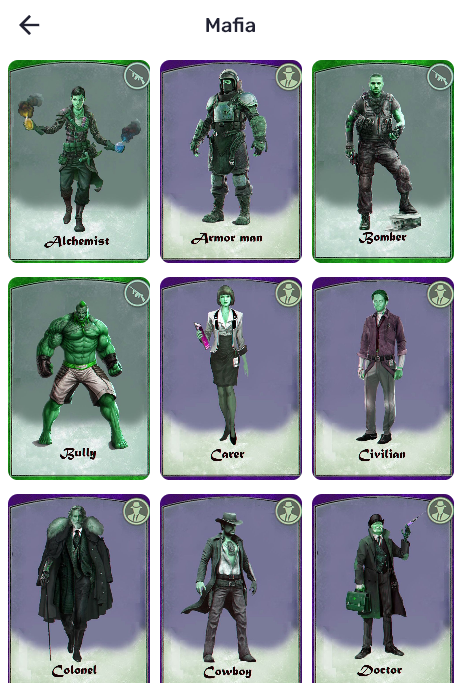 Mafia
Alchemist
Armor man
Bomber
Bully
Carer
Civilian
Colonel
Cowboy
Doctor